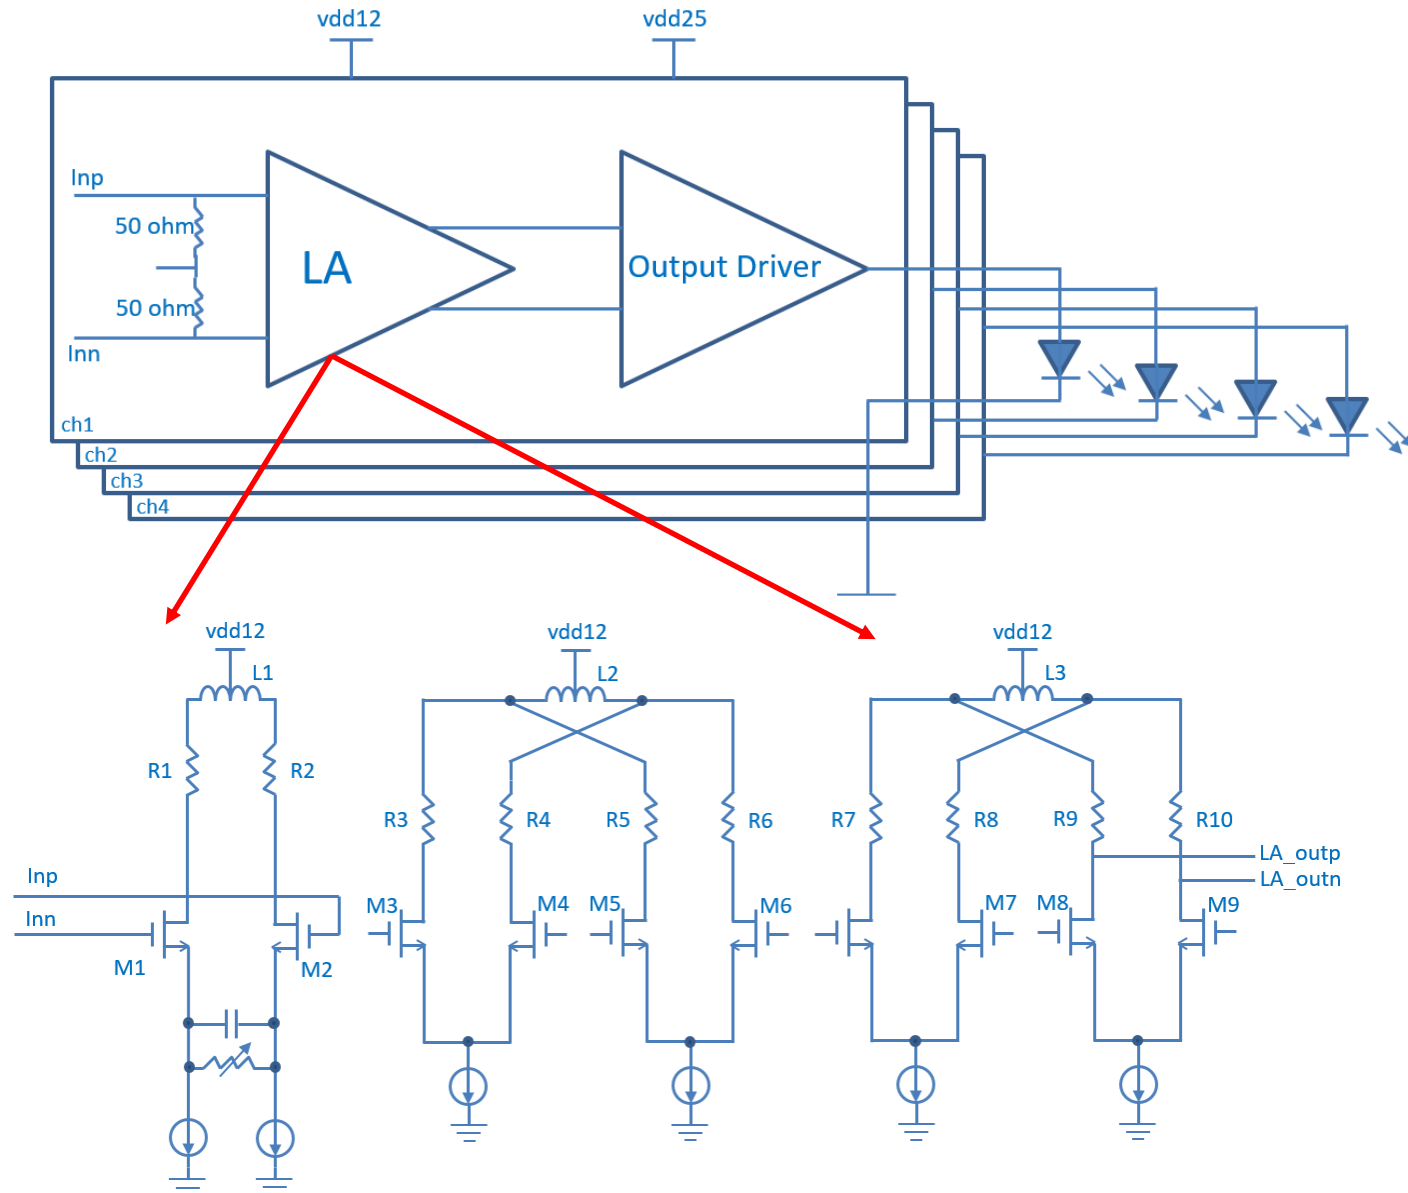 vdd12
vdd25
Inp
50 ohm
LA
Output Driver
50 ohm
Inn
ch1
ch2
ch3
ch4
vdd12
L1
vdd12
L2
vdd12
L3
R1
R2
R3
R4
R5
R6
R7
R8
R9
R10
LA_outp
LA_outn
Inp
Inn
M3
M4
M5
M6
M7
M8
M9
M1
M2